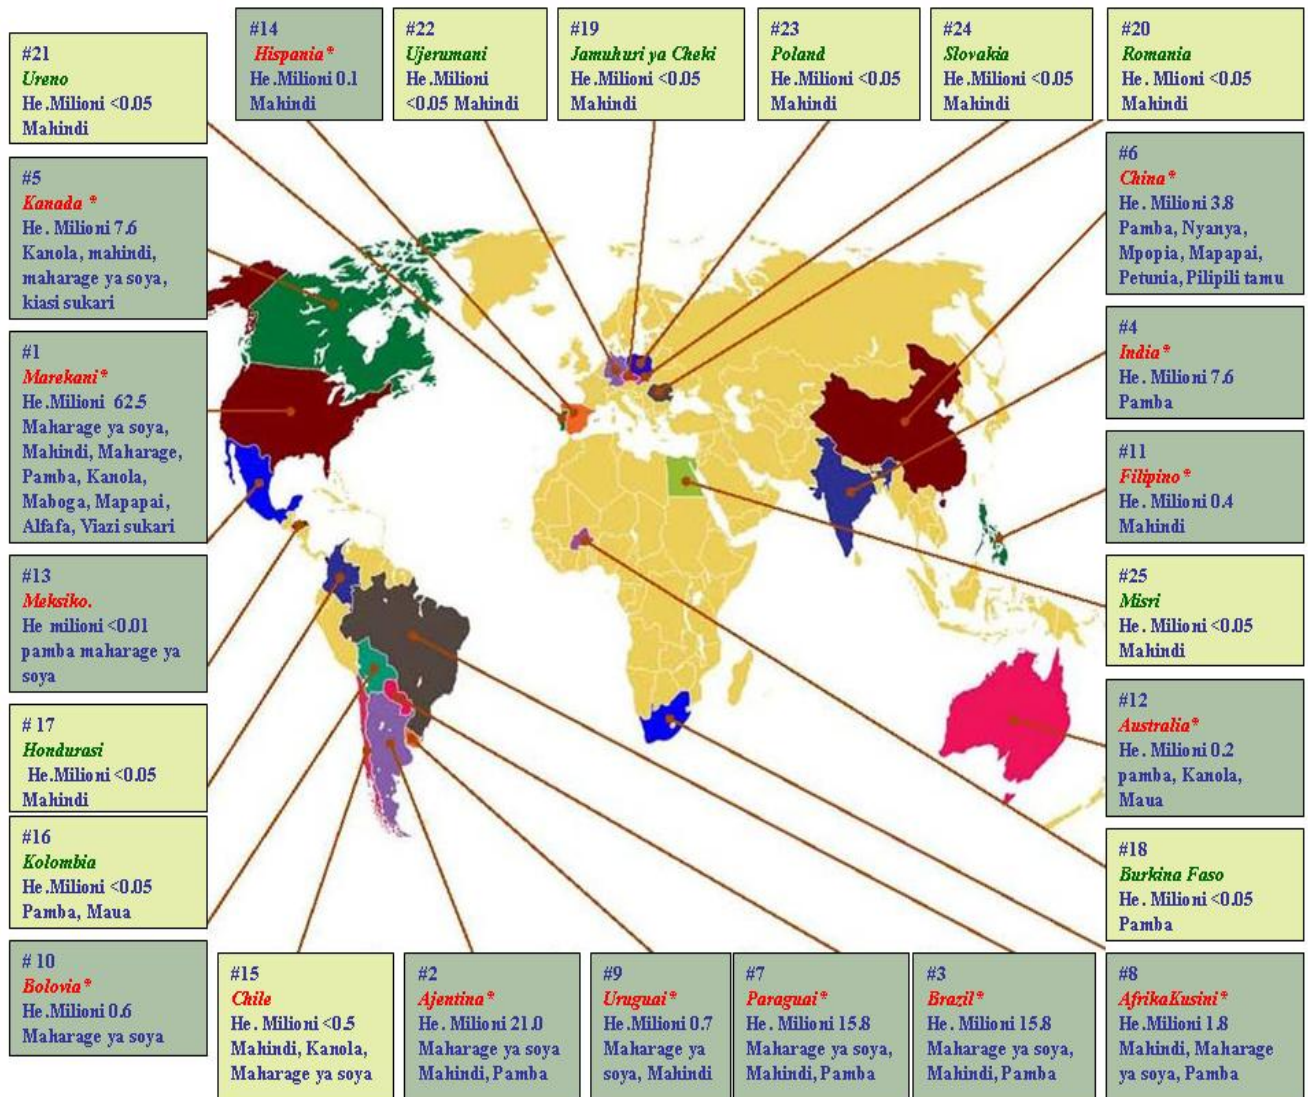 #21
Ureno
He.Milioni <0.05
Mahindi
#14
Hispania*
He.Milioni 0.1
Mahindi
#22
Ujerumani
He.Milioni
<0.05 Mahindi
#19
Jamuhuri ya Cheki
He.Milioni <0.05
Mahindi
#23
Poland
He.Milioni <0.05
Mahindi
#24
Slovakia
He.Milioni <0.05
Mahindi
#20
Romania
He.Milioni <0.05
Mahindi
#5
Kanada *
He. Milioni 7.6
Kanola, mahindi,
maharage ya soya,
kiasi sukari
#1
Marekani*
He.Milioni 62.5
Maharage ya soya,
Mahindi, Maharage,
Pamba, Kanola,
Maboga, Mapapai,
Alfafa, Viazi sukari
#13
Meksiko.
He milioni <0.01
pamba maharage ya
soya
# 17
Hondurasi
He.Milioni <0.05
Mahindi
#16
Kolombia
He.Milioni <0.05
Pamba, Maua
# 10
Bolovia*
He.Milioni 0.6
Maharage ya soya
#6
China*
He. Milioni 3.8
Pamba, Nyanya,
Mpopia, Mapapai,
Petunia, Pilipili tamu
#4
India*
He. Milioni 7.6
Pamba
#11
Filipino*
He. Milioni 0.4
Mahindi
#25
Misri
He. Milioni <0.05
Mahindi
#12
Australia*
He. Milioni 0.2
pamba, Kanola,
Maua
#18
Burkina Faso
He. Milioni <0.05
Pamba
#15
Chile
He. Milioni <0.5
Mahindi, Kanola,
Maharage ya soya
#2
Ajentina*
He. Milioni 21.0
Maharage ya soya
Mahindi, Pamba
#9
Uruguai*
He.Milioni 0.7
Maharage ya
soya, Mahindi
#7
Paraguai*
He. Milioni 15.8
Maharage ya soya,
Mahindi, Pamba
#3
Brazil*
He. Milioni 15.8
Maharage ya soya,
Mahindi, Pamba
#8
AfrikaKusini*
He.Milioni 1.8
Mahindi, Maharage
ya soya, Pamba